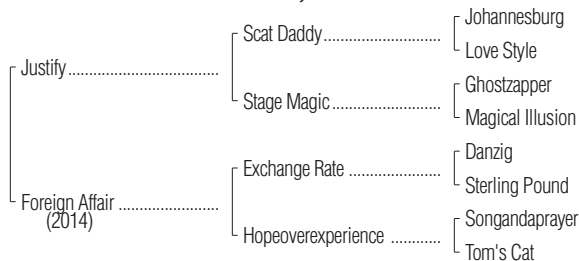 Johannesburg
Scat Daddy
Love Style
Justify
Ghostzapper
Stage Magic
Magical Illusion
Danzig
Exchange Rate
Sterling Pound
Foreign Affair
(2014)
Songandaprayer
Hopeoverexperience
Tom's Cat